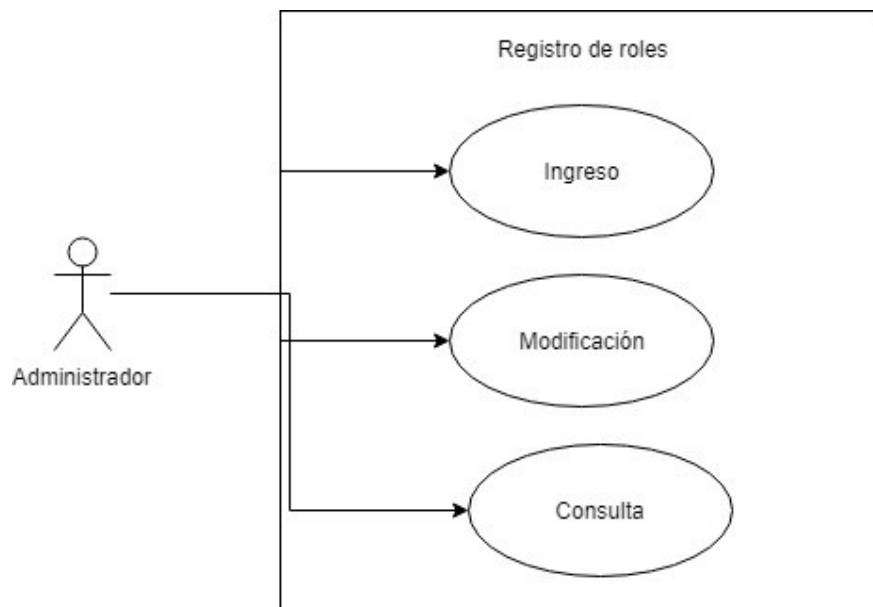 Registro de roles
Ingreso
Modificación
Administrador
Consulta